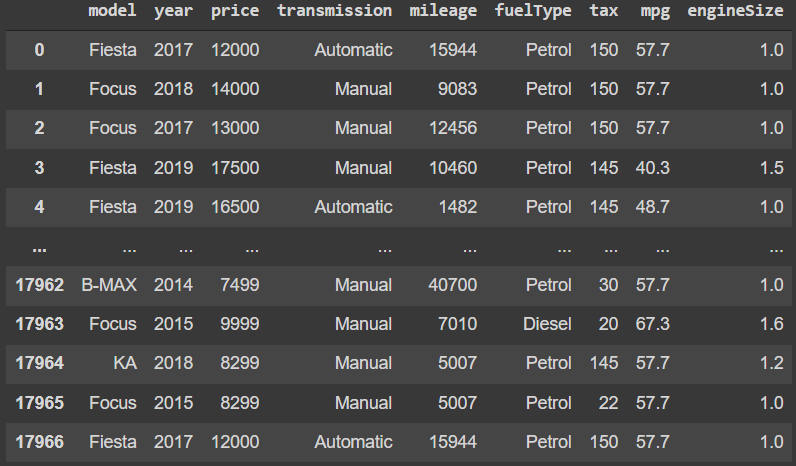 model year price transmission mileage fuelType tax mpg engineSize
0 Fiesta 2017 12000 Automatic 15944 Petrol 150 57.7 1.0
1 Focus 2018 14000 Manual 9083 Petrol 150 57.7 1.0
2 Focus 2017 13000 Manual 12456 Petrol 150 57.7 1.0
3 Fiesta 2019 17500 Manual 10460 Petrol 145 40.3 1.5
4 Fiesta 2019 16500 Automatic 1482 Petrol 145 48.7 1.0
... ... ... ... ... ... ... ... ... ...
17962 B-MAX 2014 7499 Manual 40700 Petrol 30 57.7 1.0
17963 Focus 2015 9999 Manual 7010 Diesel 20 67.3 1.6
17964 KA 2018 8299 Manual 5007 Petrol 145 57.7 1.2
17965 Focus 2015 8299 Manual 5007 Petrol 22 57.7 1.0
17966 Fiesta 2017 12000 Automatic 15944 Petrol 150 57.7 1.0